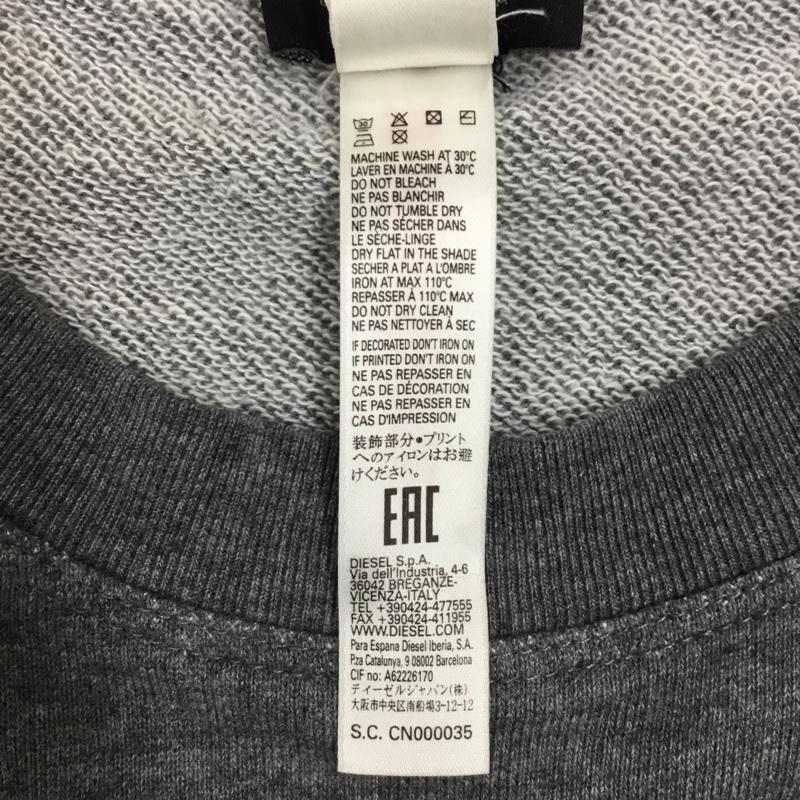 30
MACHINE WASH AT 30°C
LAVER EN MACHINE À 30°C
DO NOT BLEACH
NE PAS BLANCHIR
DO NOT TUMBLE DRY
NE PAS SÉCHER DANS
LE SÈCHE-LINGE
DRY FLAT IN THE SHADE
SECHER A PLAT A L'OMBRE
IRON AT MAX 110°C
REPASSER À 110°C MAX
DO NOT DRY CLEAN
NE PAS NETTOYER À SEC
IF DECORATED DON'T IRON ON
IF PRINTED DON'T IRON ON
NE PAS REPASSER EN
CAS DE DÉCORATION
NE PAS REPASSER EN
CAS D'IMPRESSION
装飾部分●プリント
へのアイロンはお避
けください。
EAC
DIESEL S.p.A.
Via dell'Industria, 4-6
36042 BREGANZE-
VICENZA-ITALY
TEL +390424-477555
FAX +390424-411955
WWW.DIESEL.COM
Para Espana Diesel Iberia, S.A.
Pza Catalunya, 9 08002 Barcelona
CIF no: A62226170
ディーゼルジャパン(株)
大阪市中央区南船場3-12-12
S.C. CN000035